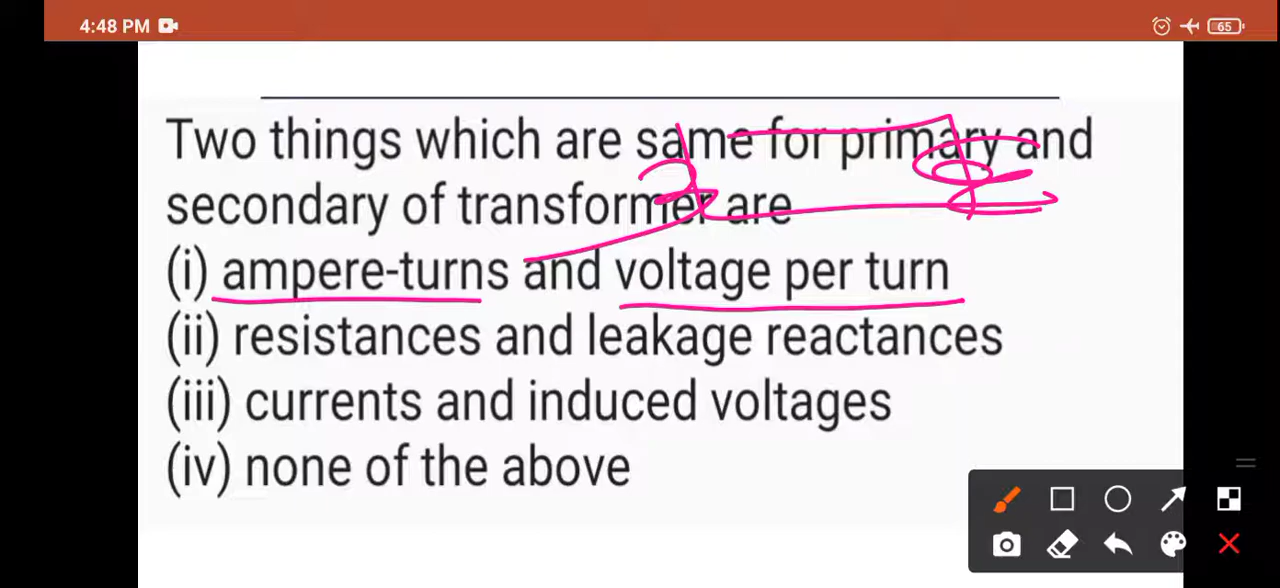 4:48 PM
65
Two things which are same for primary and
secondary of transformer are
(i) ampere-turns and voltage per turn
(ii) resistances and leakage reactances
(iii) currents and induced voltages
(iv) none of the above